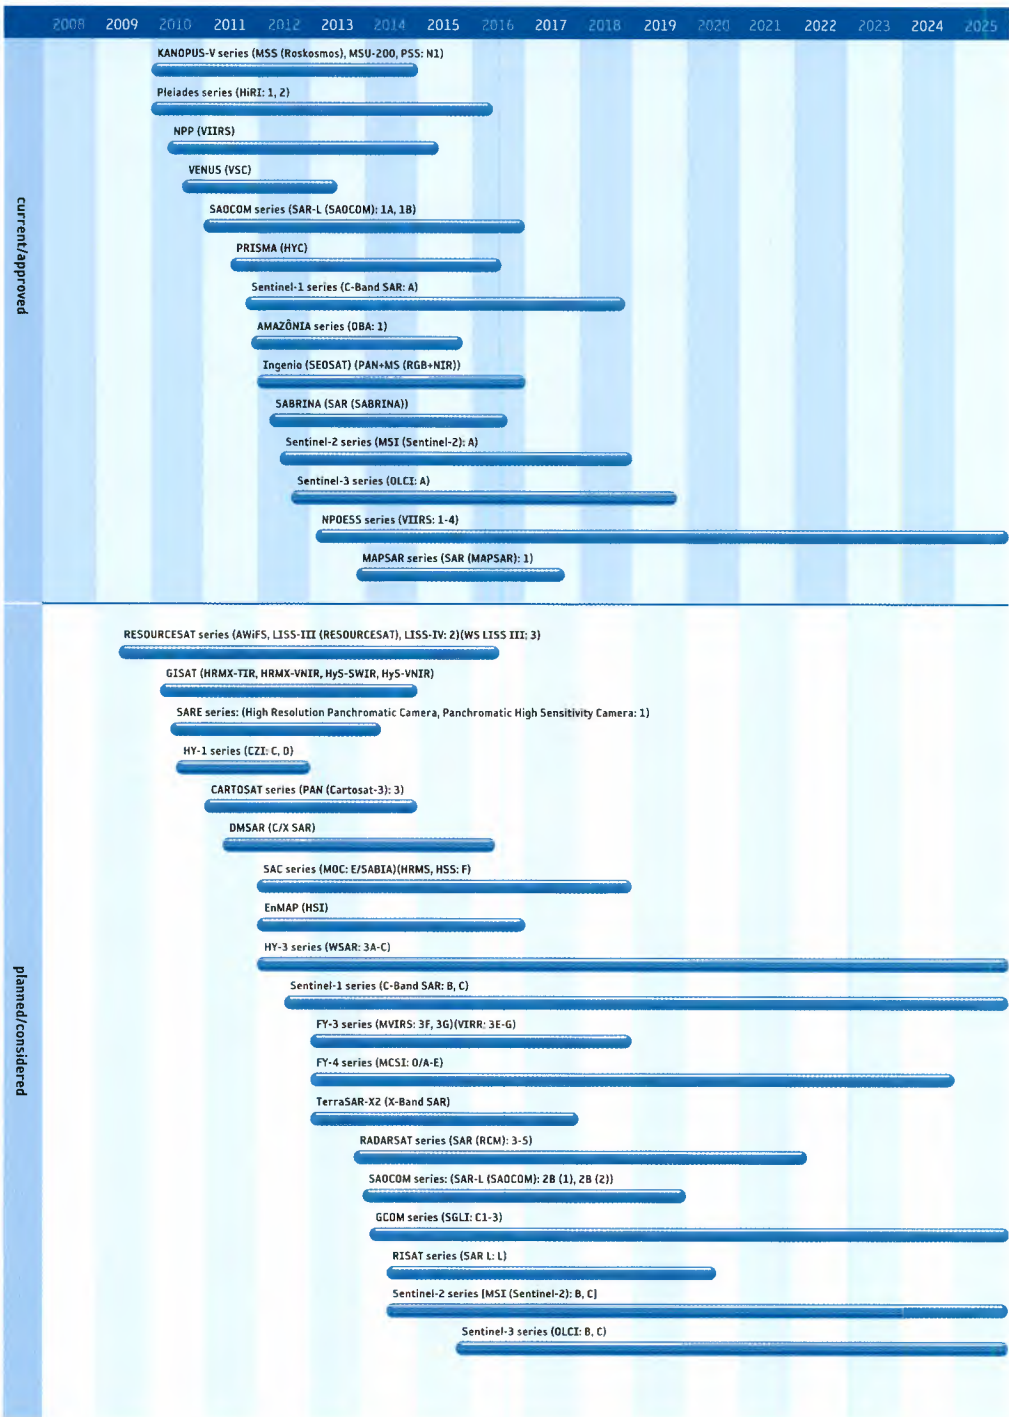 2008 2009 2010 2011 2012 2013 2014 2015 2016 2017 2018 2019 2020 2021 2022 2023 2024 2025
current/approved
KANOPUS-V series (MSS (Roskosmos), MSU-200, PSS: N1)
Pleiades series (HiRI: 1, 2)
NPP (VIIRS)
VENUS (VSC)
SAOCOM series (SAR-L (SAOCOM): 1A, 1B)
PRISMA (HYC)
Sentinel-1 series (C-Band SAR: A)
AMAZÔNIA series (OBA: 1)
Ingenio (SEOSAT) (PAN+MS (RGB+NIR))
SABRINA (SAR (SABRINA))
Sentinel-2 series (MSI (Sentinel-2): A)
Sentinel-3 series (OLCI: A)
NPOESS series (VIIRS: 1-4)
MAPSAR series (SAR (MAPSAR): 1)
planned/considered
RESOURCESAT series (AWiFS, LISS-III (RESOURCESAT), LISS-IV: 2)(WS LISS III: 3)
GISAT (HRMX-TIR, HRMX-VNIR, HyS-SWIR, HyS-VNIR)
SARE series: (High Resolution Panchromatic Camera, Panchromatic High Sensitivity Camera: 1)
HY-1 series (CZI: C, D)
CARTOSAT series (PAN (Cartosat-3): 3)
DMSAR (C/X SAR)
SAC series (MOC: E/SABIA)(HRMS, HSS: F)
EnMAP (HSI)
HY-3 series (WSAR: 3A-C)
Sentinel-1 series (C-Band SAR: B, C)
FY-3 series (MVIRS: 3F, 3G)(VIRR: 3E-G)
FY-4 series (MCSI: O/A-E)
TerraSAR-X2 (X-Band SAR)
RADARSAT series (SAR (RCM): 3-5)
SAOCOM series: (SAR-L (SAOCOM): 2B (1), 2B (2))
GCOM series (SGLI: C1-3)
RISAT series (SAR L: L)
Sentinel-2 series [MSI (Sentinel-2): B, C]
Sentinel-3 series (OLCI: B, C)